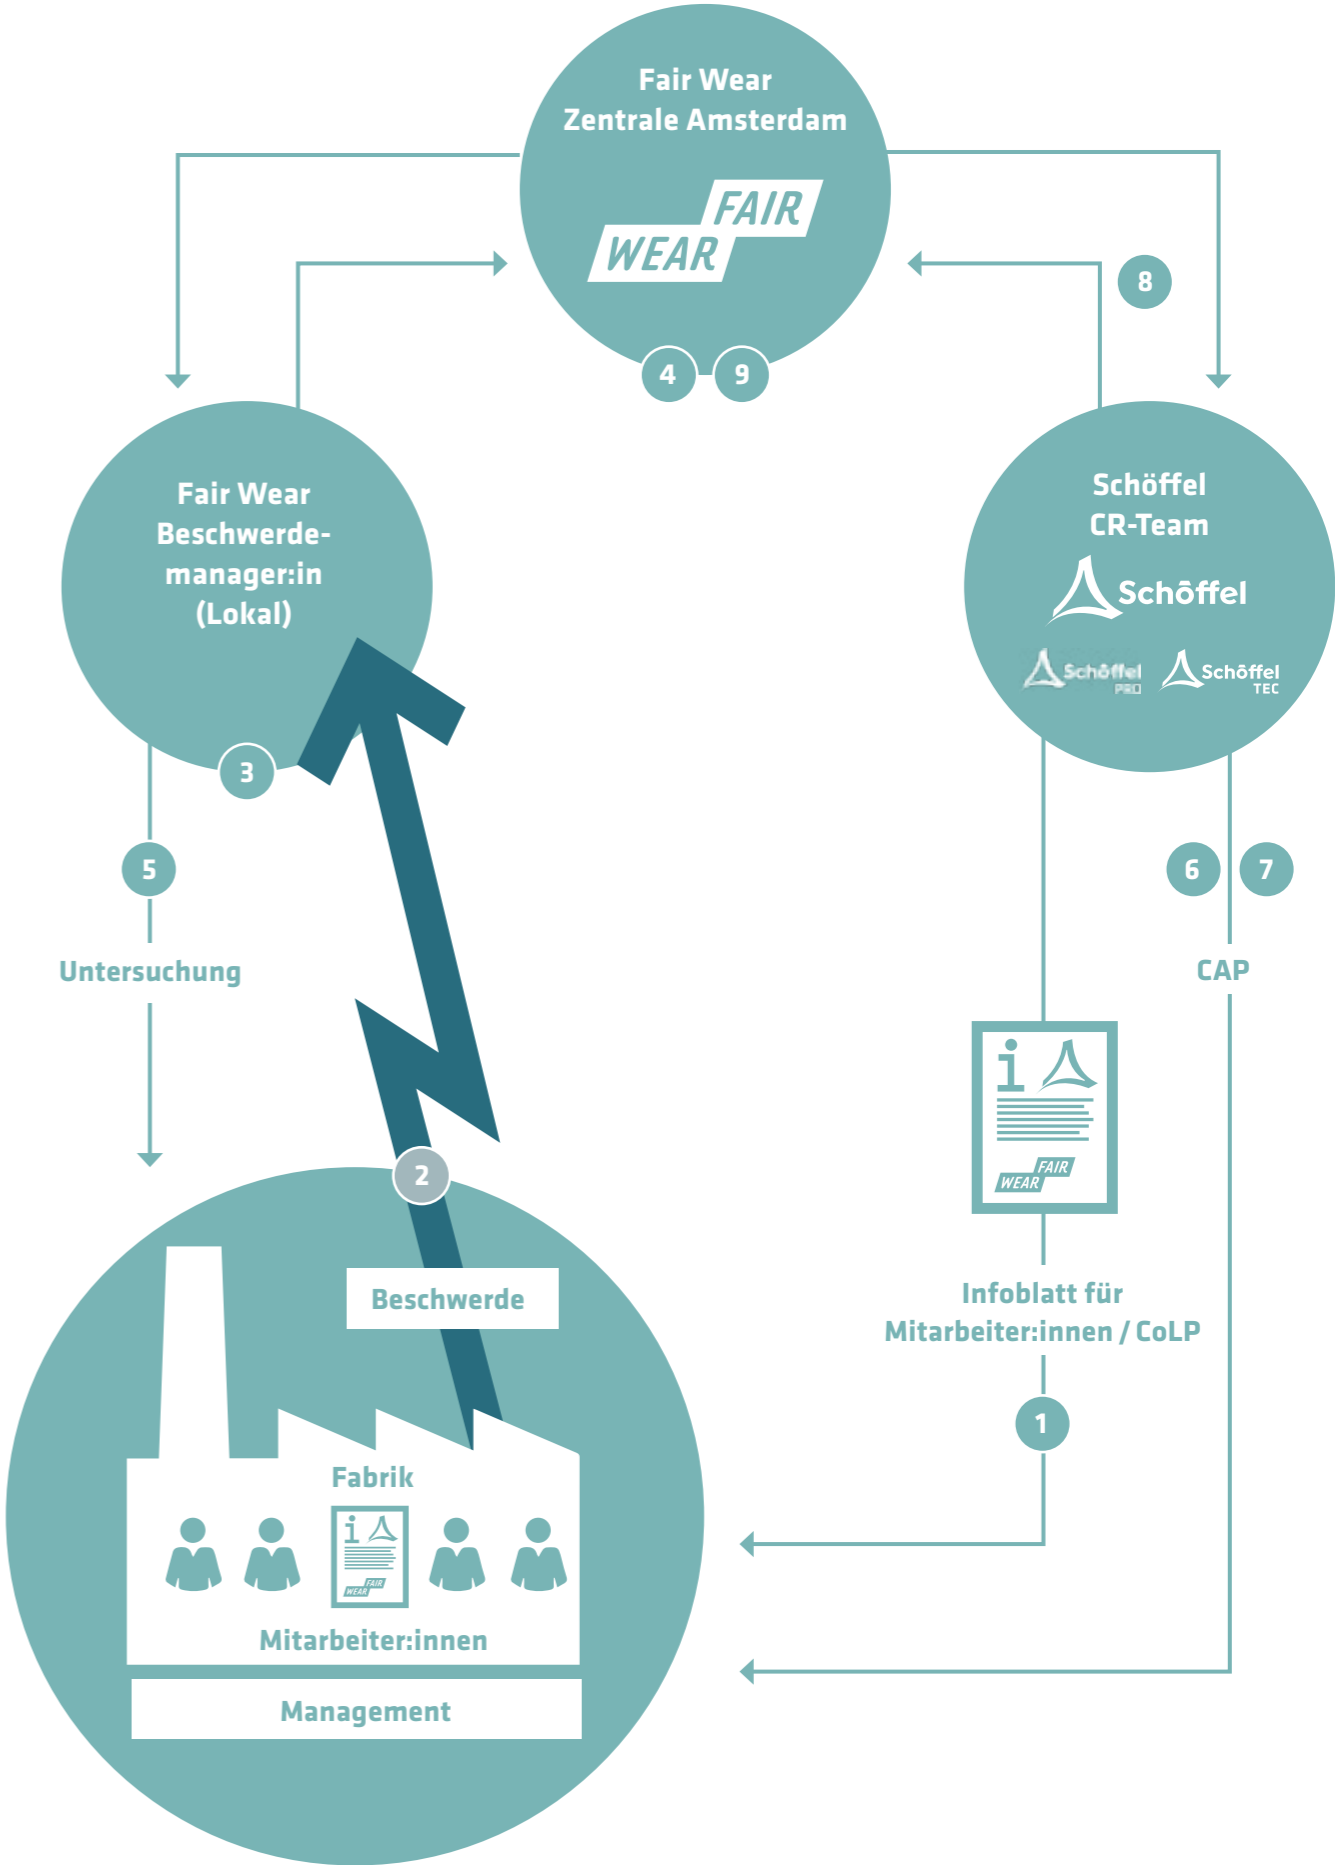 Fair Wear
Zentrale Amsterdam
FAIR
WEAR
8
4
9
Fair Wear
Beschwerde-
manager:in
(Lokal)
3
Schöffel
CR-Team
Schöffel
Schöffel
PRO
Schöffel
TEC
5
Untersuchung
6
7
CAP
i
FAIR
WEAR
Infoblatt für
Mitarbeiter:innen / CoLP
1
2
Beschwerde
Fabrik
i
FAIR
WEAR
Mitarbeiter:innen
Management